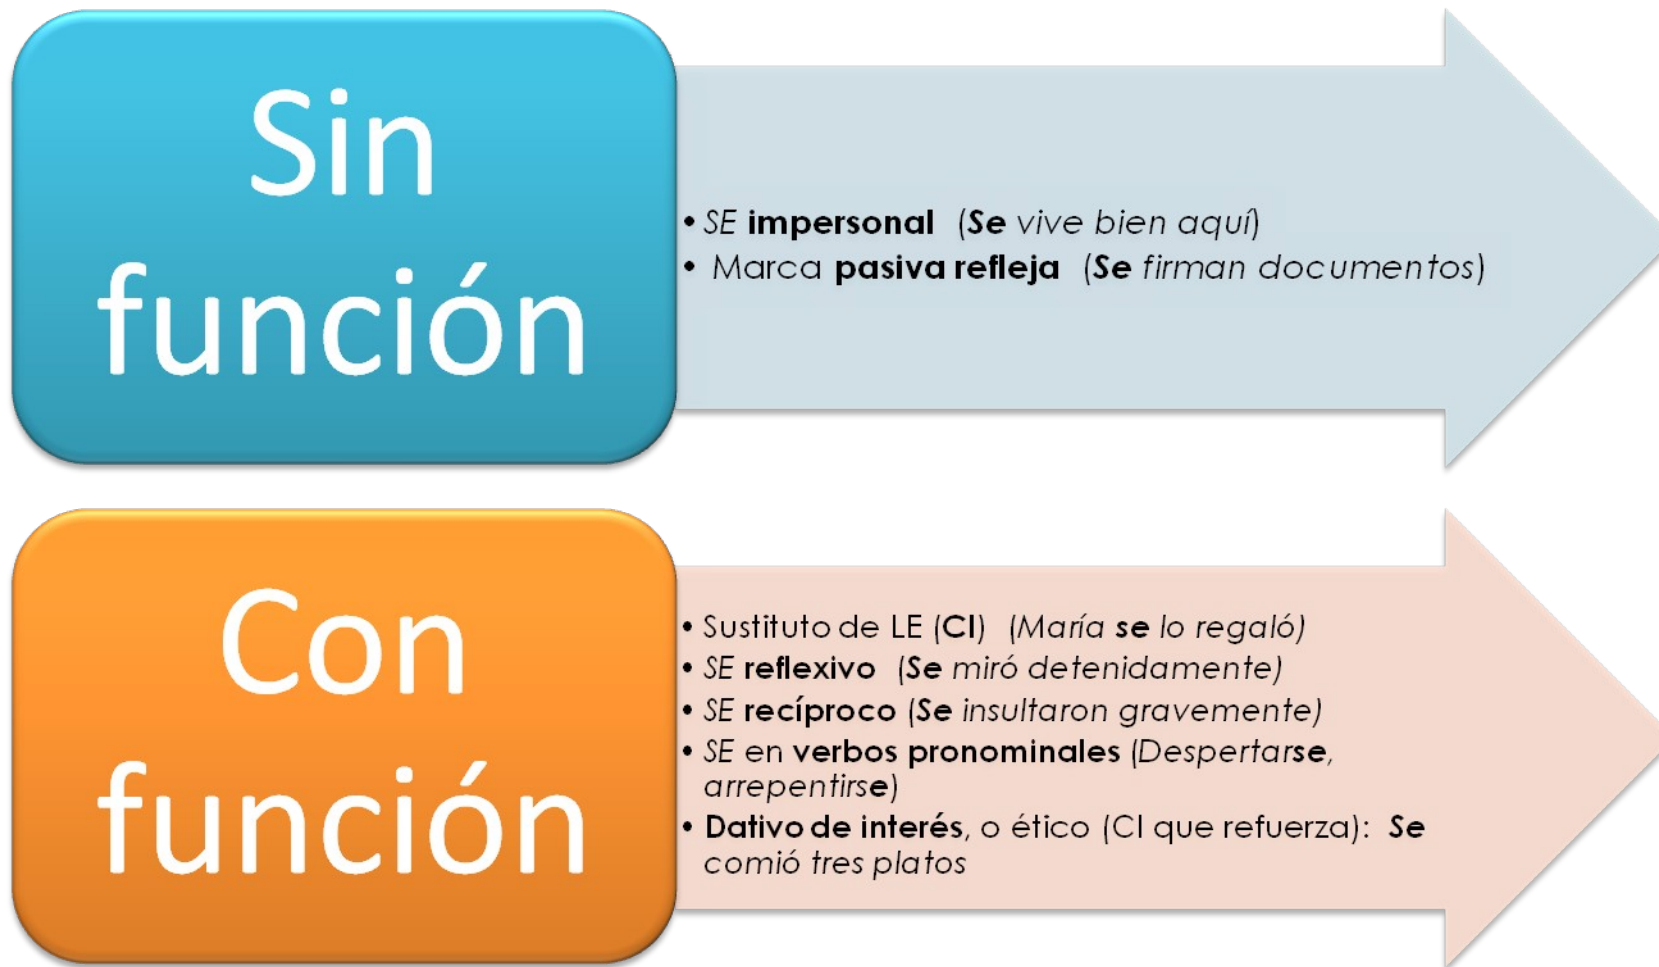 Sin
función
• SE impersonal (Se vive bien aquí)
• Marca pasiva refleja (Se firman documentos)
Con
función
• Sustituto de LE (CI) (María se lo regaló)
• SE reflexivo (Se miró detenidamente)
• SE recíproco (Se insultaron gravemente)
• SE en verbos pronominales (Despertarse,
arrepentirse)
• Dativo de interés, o ético (CI que refuerza): Se
comió tres platos